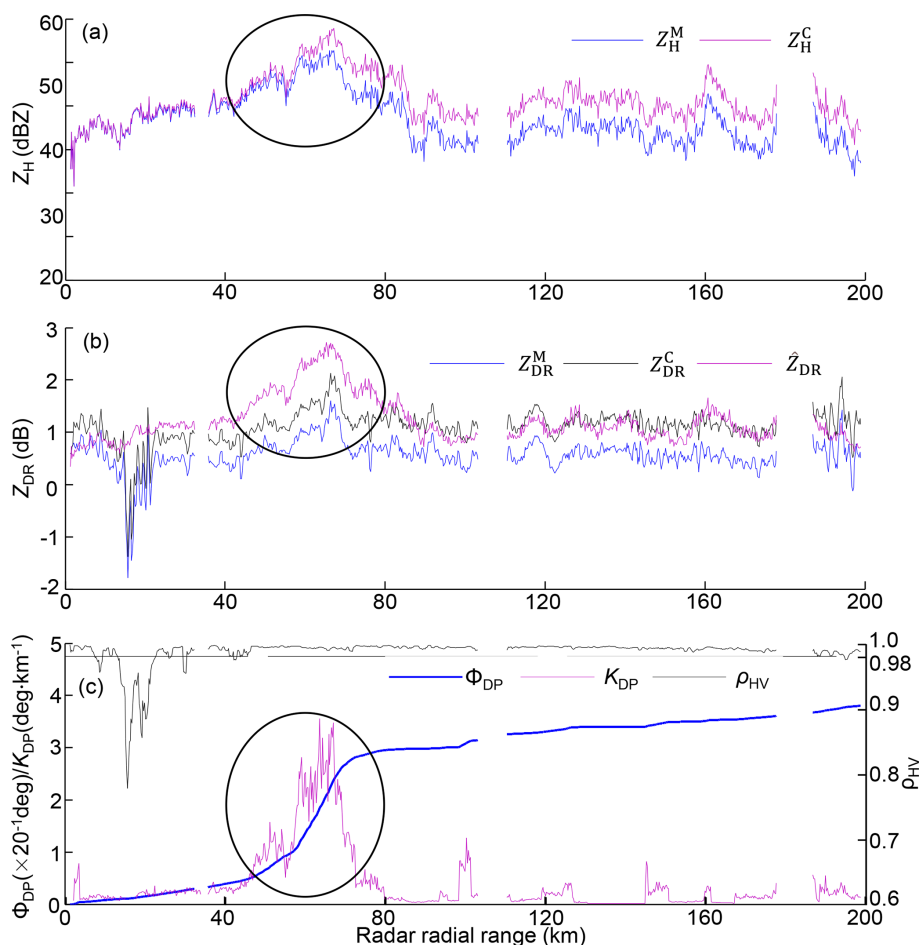 60
(a)
Z_H^M
Z_H^C
50
40
30
20
Z_H (dBZ)
0
40
80
120
160
200
3
(b)
Z_DR^M
Z_DR^C
Ẑ_DR
2
1
0
-1
-2
Z_DR (dB)
0
40
80
120
160
200
5
1.0
0.98
(c)
Φ_DP
K_DP
ρ_HV
4
0.9
3
0.8
2
0.7
1
0
0.6
Φ_DP(×20⁻¹deg)/K_DP(deg·km⁻¹)
ρ_HV
0
40
80
120
160
200
Radar radial range (km)